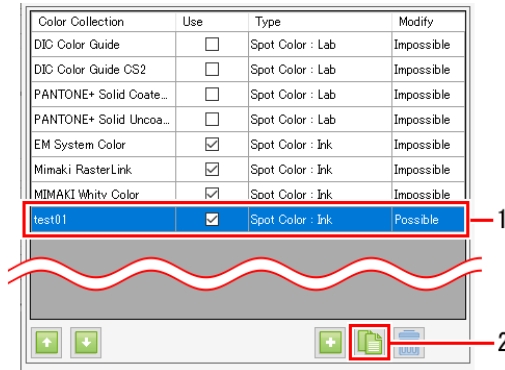 Color Collection Use Type Modify
DIC Color Guide Spot Color : Lab Impossible
DIC Color Guide CS2 Spot Color : Lab Impossible
PANTONE+ Solid Coate... Spot Color : Lab Impossible
PANTONE+ Solid Uncoa... Spot Color : Lab Impossible
EM System Color Spot Color : Ink Impossible
Mimaki RasterLink Spot Color : Ink Impossible
MIMAKI Whity Color Spot Color : Ink Impossible
test01 Spot Color : Ink Possible
1
2